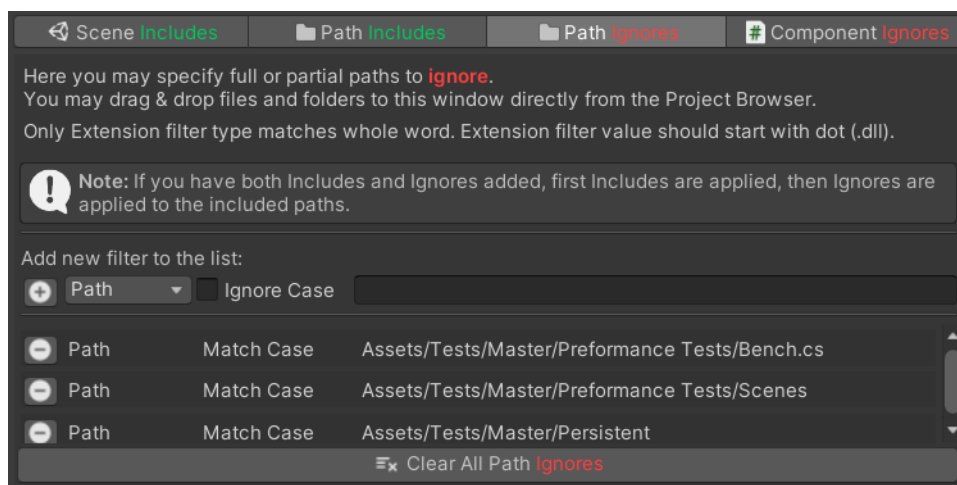 Scene Includes Path Includes Path Ignores # Component Ignores
Here you may specify full or partial paths to ignore.
You may drag & drop files and folders to this window directly from the Project Browser.
Only Extension filter type matches whole word. Extension filter value should start with dot (.dll).
Note: If you have both Includes and Ignores added, first Includes are applied, then Ignores are
applied to the included paths.
Add new filter to the list:
Path Ignore Case
Path Match Case Assets/Tests/Master/Preformance Tests/Bench.cs
Path Match Case Assets/Tests/Master/Preformance Tests/Scenes
Path Match Case Assets/Tests/Master/Persistent
Clear All Path Ignores